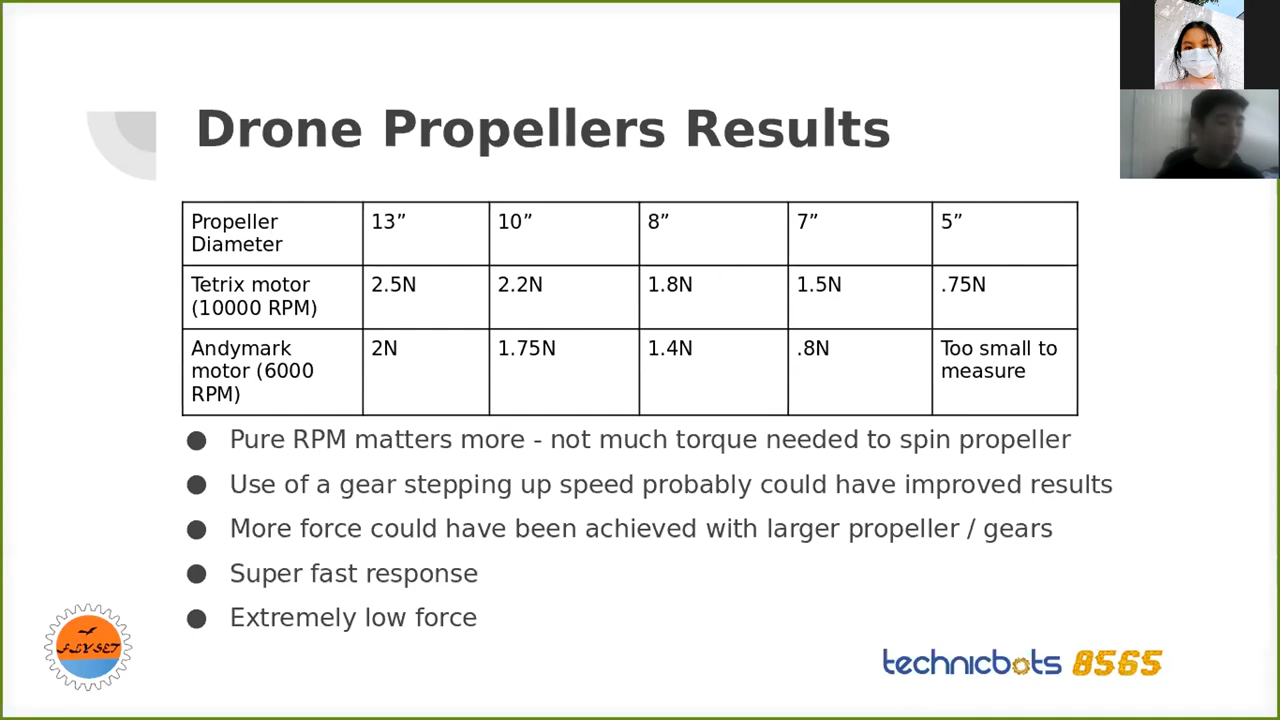 Drone Propellers Results
Propeller Diameter 13” 10” 8” 7” 5”
Tetrix motor (10000 RPM) 2.5N 2.2N 1.8N 1.5N .75N
Andymark motor (6000 RPM) 2N 1.75N 1.4N .8N Too small to measure
● Pure RPM matters more - not much torque needed to spin propeller
● Use of a gear stepping up speed probably could have improved results
● More force could have been achieved with larger propeller / gears
● Super fast response
● Extremely low force
FLYSET
technicbots 8565